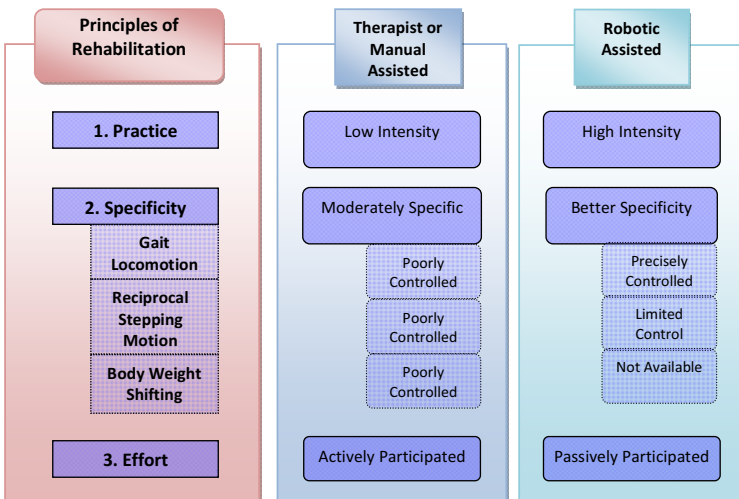 Principles of
Rehabilitation
1. Practice
2. Specificity
Gait
Locomotion
Reciprocal
Stepping
Motion
Body Weight
Shifting
3. Effort
Therapist or
Manual
Assisted
Low Intensity
Moderately Specific
Poorly
Controlled
Poorly
Controlled
Poorly
Controlled
Actively Participated
Robotic
Assisted
High Intensity
Better Specificity
Precisely
Controlled
Limited
Control
Not Available
Passively Participated